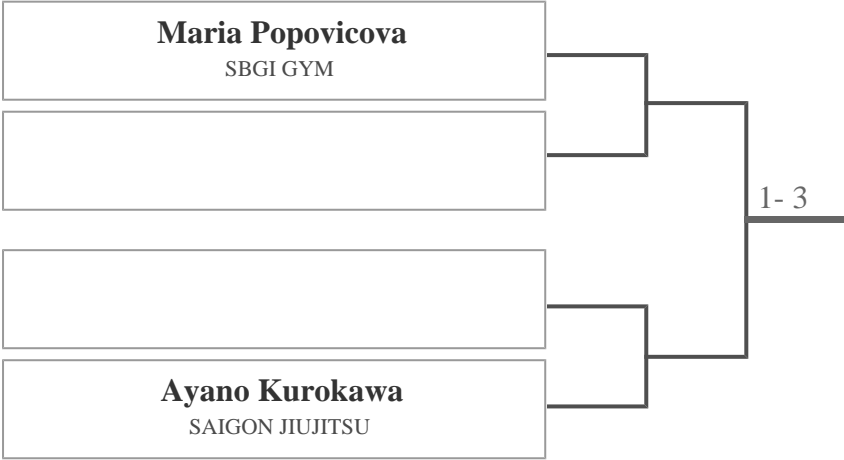 Maria Popovicova
SBGI GYM
1- 3
Ayano Kurokawa
SAIGON JIUJITSU